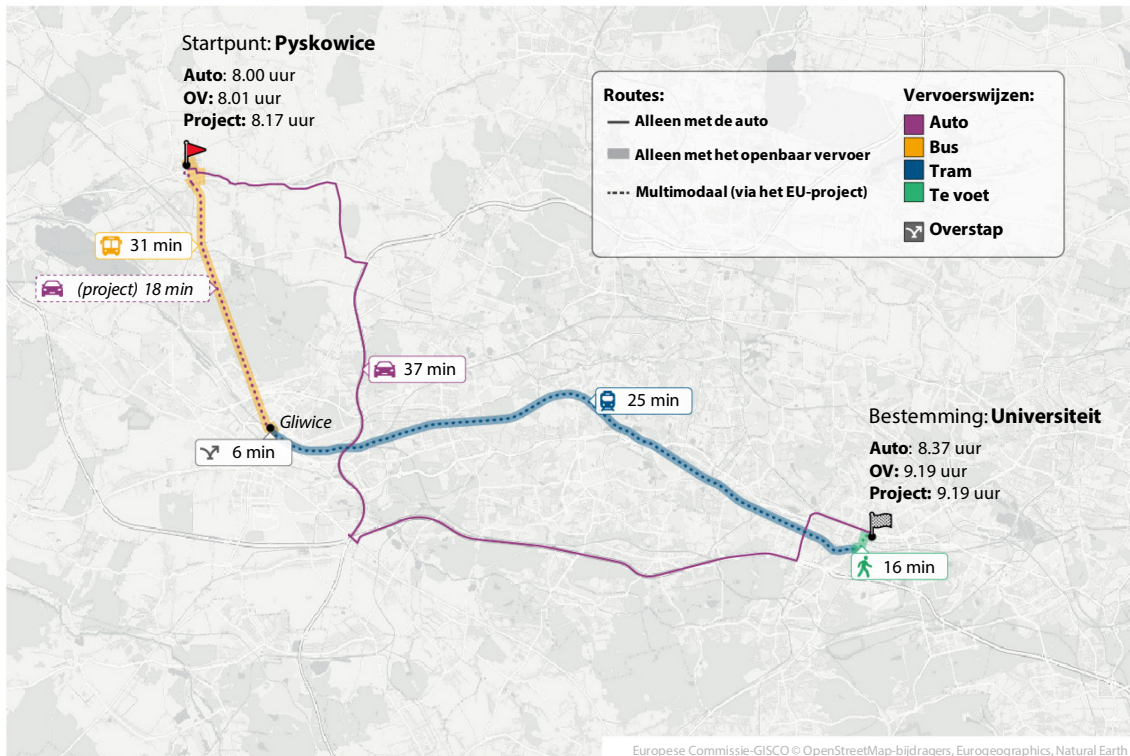 Startpunt: Pyskowice
Auto: 8.00 uur
OV: 8.01 uur
Project: 8.17 uur
Routes:
Alleen met de auto
Alleen met het openbaar vervoer
Multimodaal (via het EU-project)
Vervoerswijzen:
Auto
Bus
Tram
Te voet
Overstap
31 min
(project) 18 min
37 min
25 min
Gliwice
6 min
Bestemming: Universiteit
Auto: 8.37 uur
OV: 9.19 uur
Project: 9.19 uur
16 min
Europese Commissie-GISCO © OpenStreetMap-bijdragers, Eurogeographics, Natural Earth